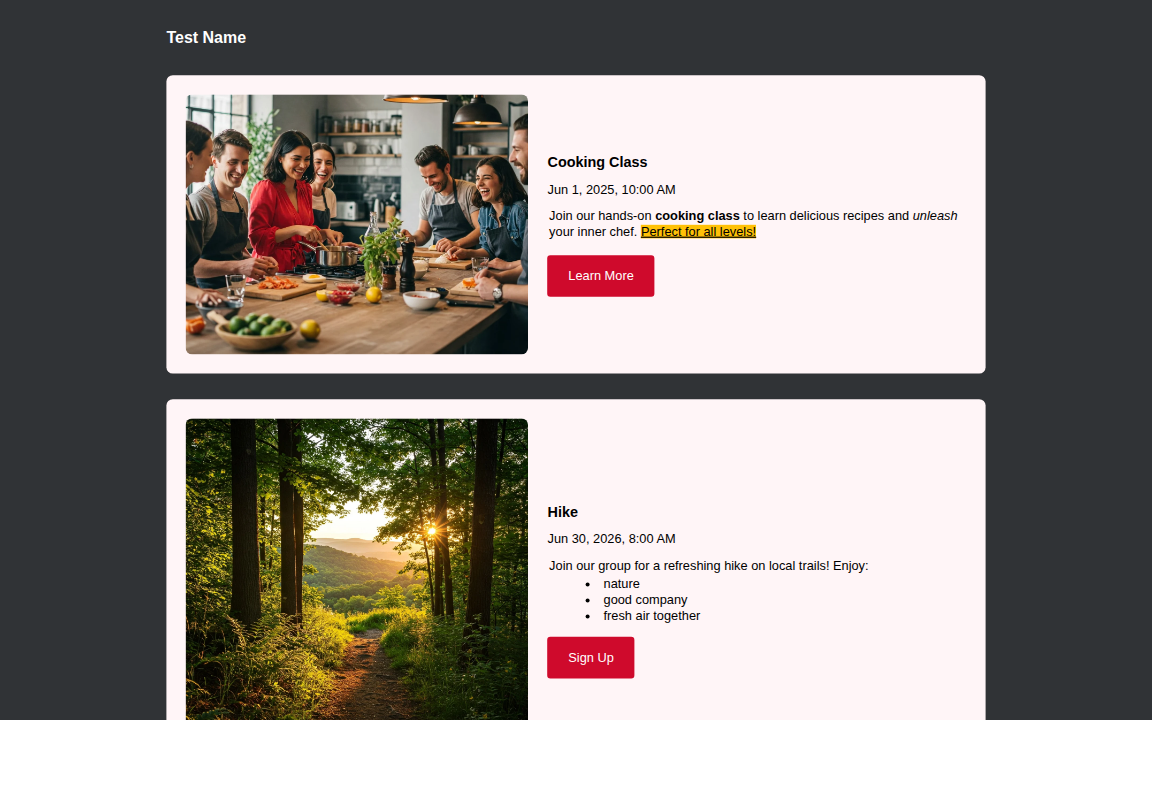 Test Name
Cooking Class
Jun 1, 2025, 10:00 AM
Join our hands-on cooking class to learn delicious recipes and unleash
your inner chef. Perfect for all levels!
Learn More
Hike
Jun 30, 2026, 8:00 AM
Join our group for a refreshing hike on local trails! Enjoy:
• nature
• good company
• fresh air together
Sign Up